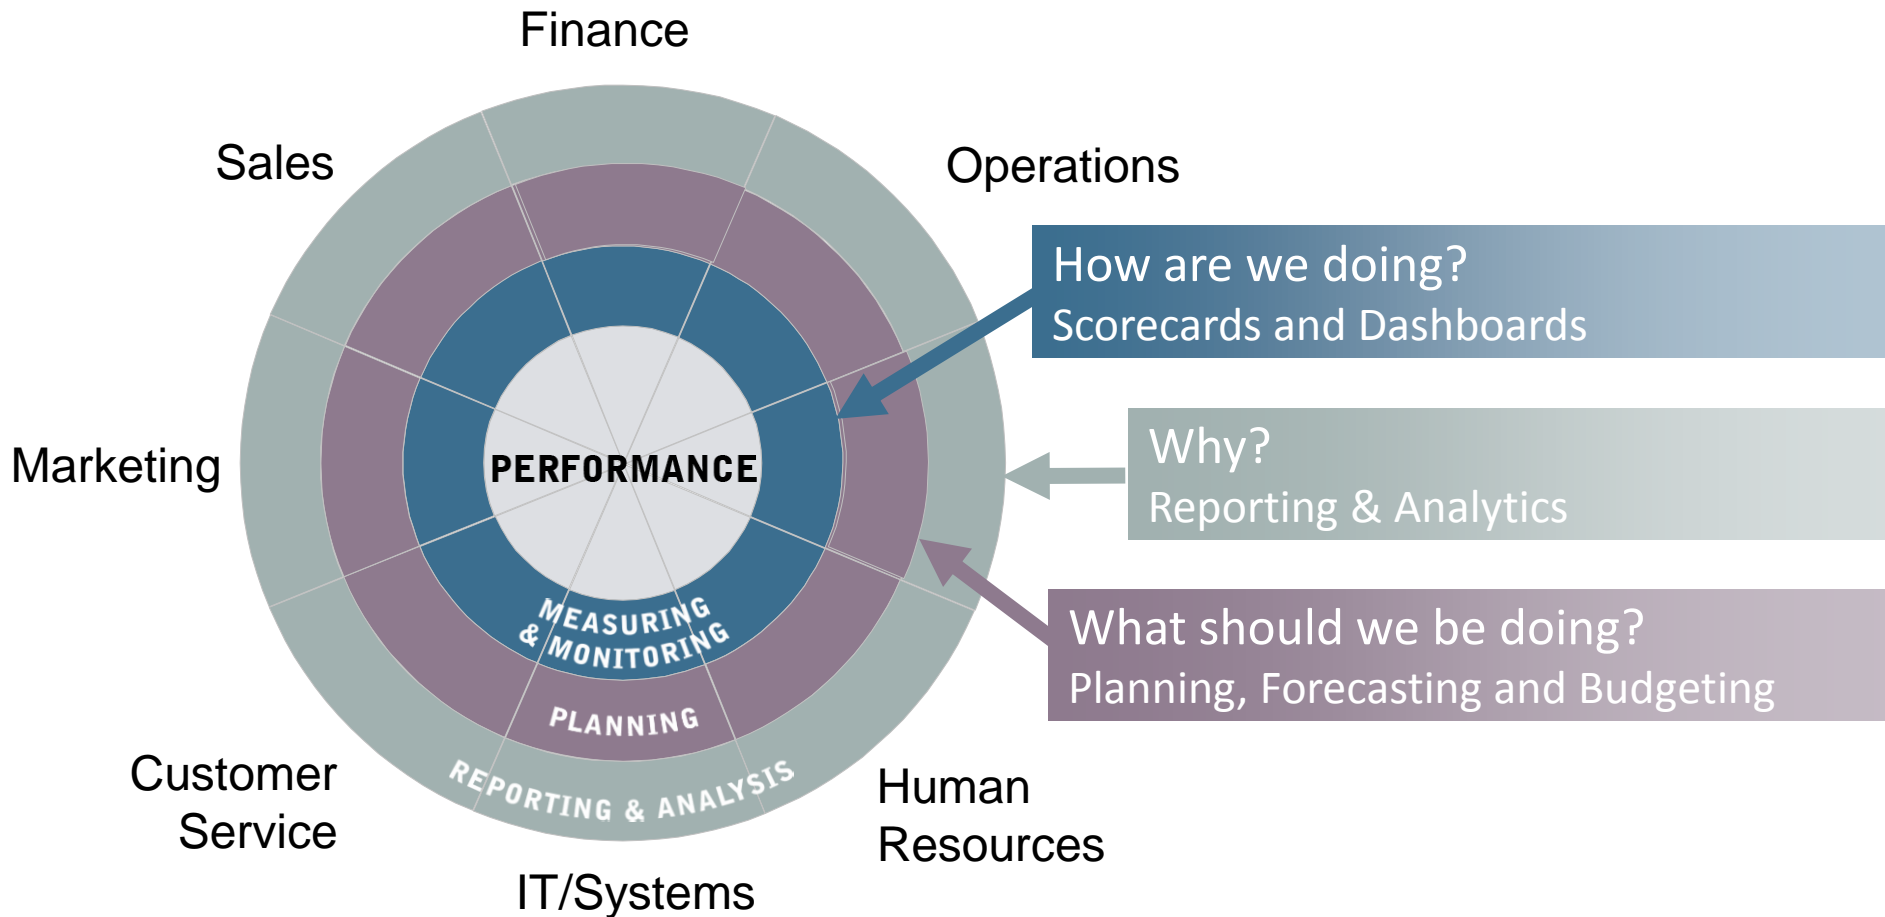 Finance
Sales
Operations
How are we doing?
Scorecards and Dashboards
Why?
Reporting & Analytics
Marketing
PERFORMANCE
MEASURING
& MONITORING
PLANNING
REPORTING & ANALYSIS
What should we be doing?
Planning, Forecasting and Budgeting
Customer
Service
Human
Resources
IT/Systems